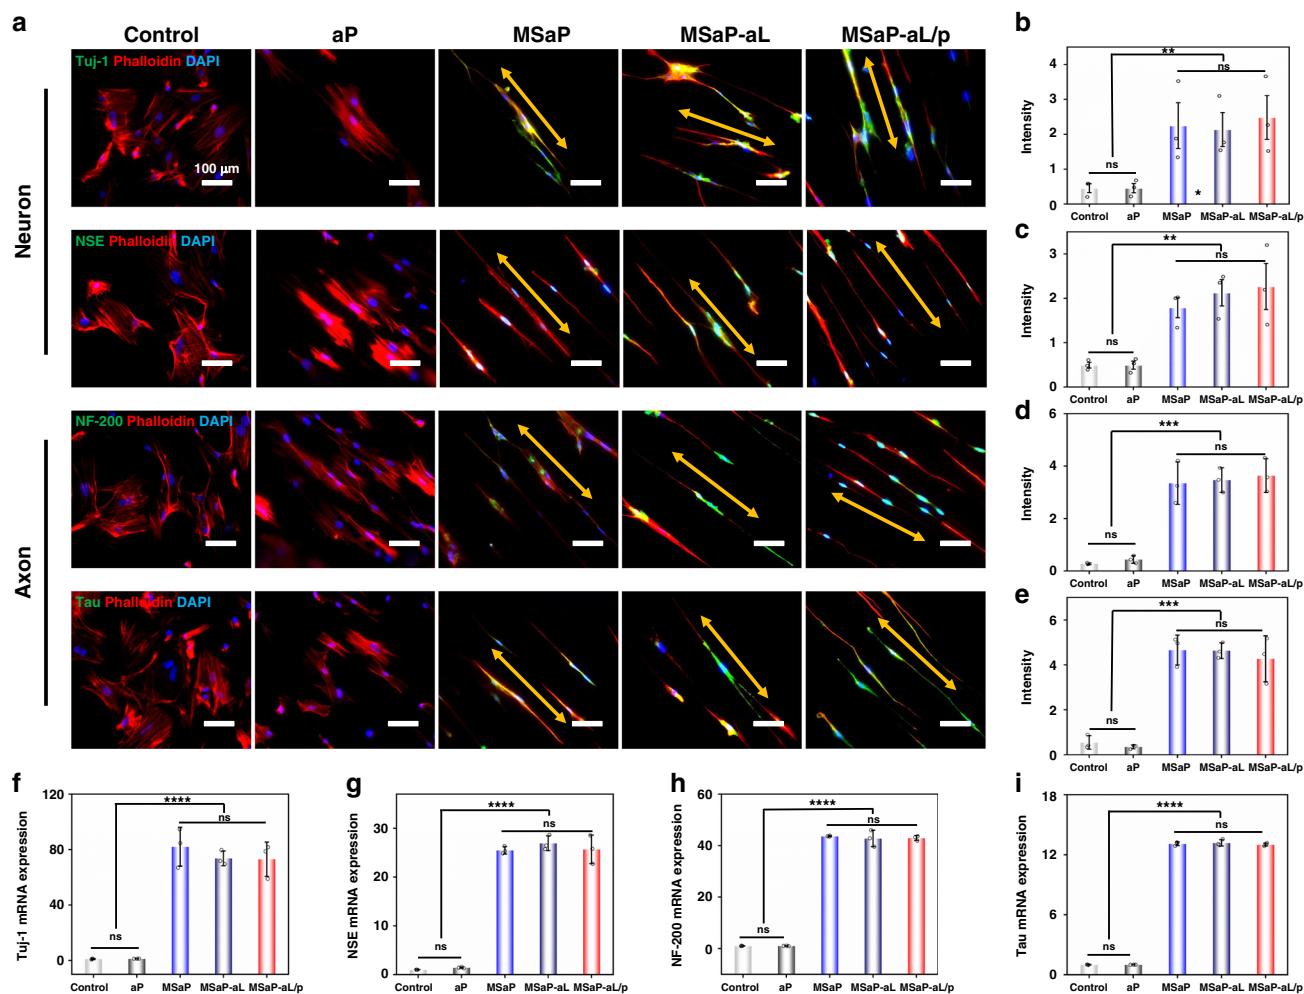 a
Control aP MSaP MSaP-aL MSaP-aL/p
Neuron
Tuj-1 Phalloidin DAPI
100 µm
NSE Phalloidin DAPI
Axon
NF-200 Phalloidin DAPI
Tau Phalloidin DAPI
b
Intensity
4
3
2
1
0
**
ns
ns
*
Control aP MSaP MSaP-aL MSaP-aL/p
c
Intensity
3
2
1
0
**
ns
ns
Control aP MSaP MSaP-aL MSaP-aL/p
d
Intensity
6
4
2
0
***
ns
ns
Control aP MSaP MSaP-aL MSaP-aL/p
e
Intensity
6
4
2
0
***
ns
ns
Control aP MSaP MSaP-aL MSaP-aL/p
f
Tuj-1 mRNA expression
120
80
40
0
****
ns
ns
Control aP MSaP MSaP-aL MSaP-aL/p
g
NSE mRNA expression
30
20
10
0
****
ns
ns
Control aP MSaP MSaP-aL MSaP-aL/p
h
NF-200 mRNA expression
60
40
20
0
****
ns
ns
Control aP MSaP MSaP-aL MSaP-aL/p
i
Tau mRNA expression
18
12
6
0
****
ns
ns
Control aP MSaP MSaP-aL MSaP-aL/p